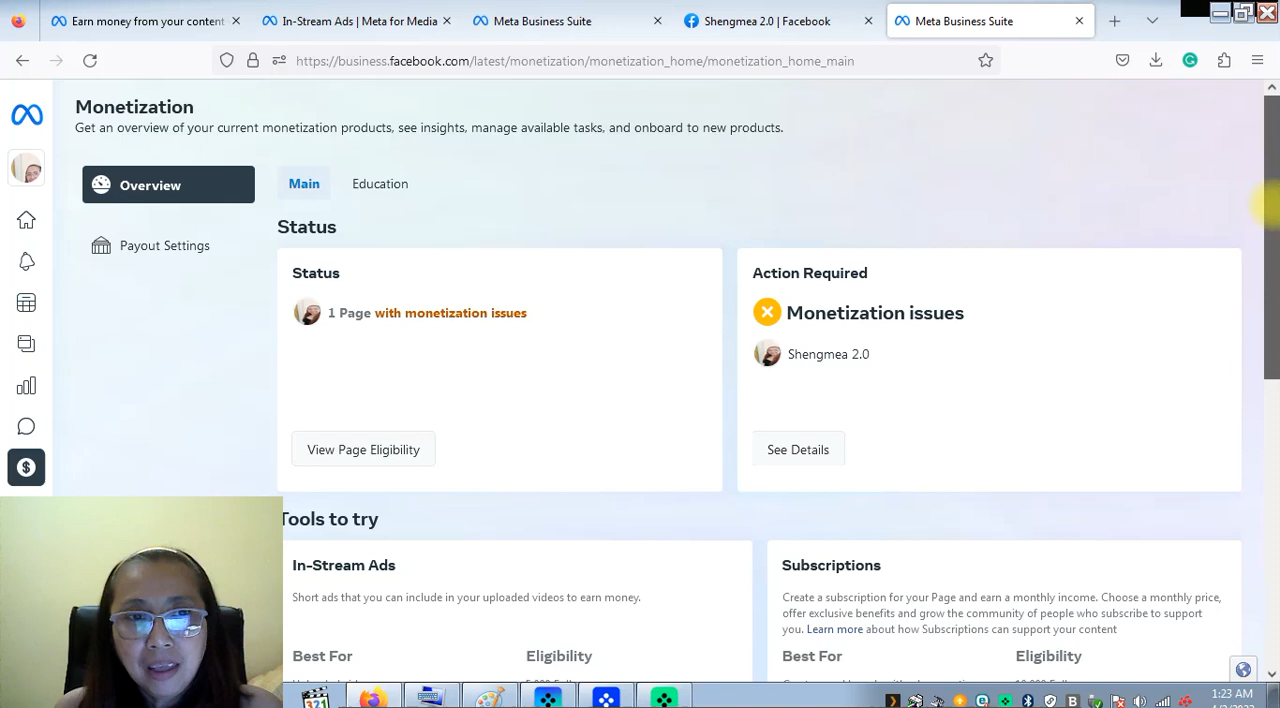 Earn money from your content
In-Stream Ads | Meta for Media
Meta Business Suite
Shengmea 2.0 | Facebook
Meta Business Suite
https://business.facebook.com/latest/monetization/monetization_home/monetization_home_main
Monetization
Get an overview of your current monetization products, see insights, manage available tasks, and onboard to new products.
Overview
Main
Education
Payout Settings
Status
Status
1 Page with monetization issues
View Page Eligibility
Action Required
Monetization issues
Shengmea 2.0
See Details
Tools to try
In-Stream Ads
Short ads that you can include in your uploaded videos to earn money.
Best For
Eligibility
Subscriptions
Create a subscription for your Page and earn a monthly income. Choose a monthly price,
offer exclusive benefits and grow the community of people who subscribe to support
you. Learn more about how Subscriptions can support your content
Best For
Eligibility
321
1:23 AM